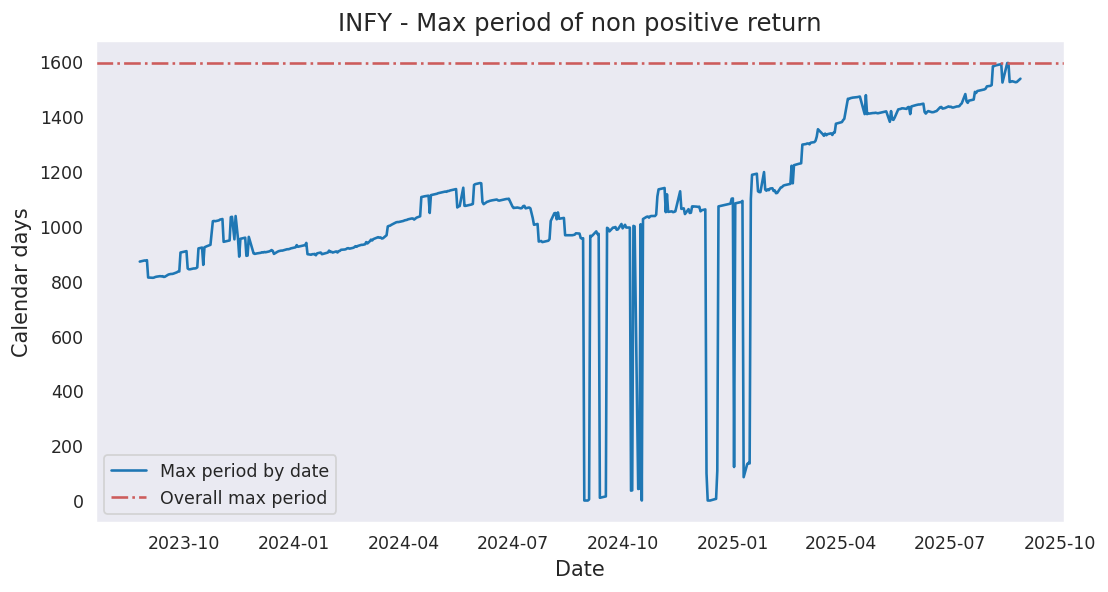 INFY - Max period of non positive return
Calendar days
1600
1400
1200
1000
800
600
400
200
0
Max period by date
Overall max period
2023-10 2024-01 2024-04 2024-07 2024-10 2025-01 2025-04 2025-07 2025-10
Date